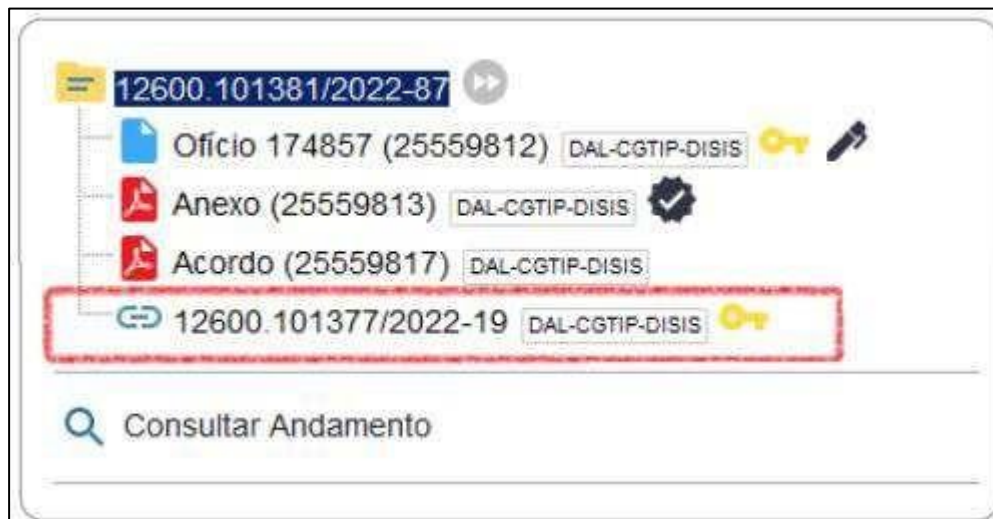 12600.101381/2022-87
Ofício 174857 (25559812) DAL-CGTIP-DISIS
Anexo (25559813) DAL-CGTIP-DISIS
Acordo (25559817) DAL-CGTIP-DISIS
12600.101377/2022-19 DAL-CGTIP-DISIS
Consultar Andamento